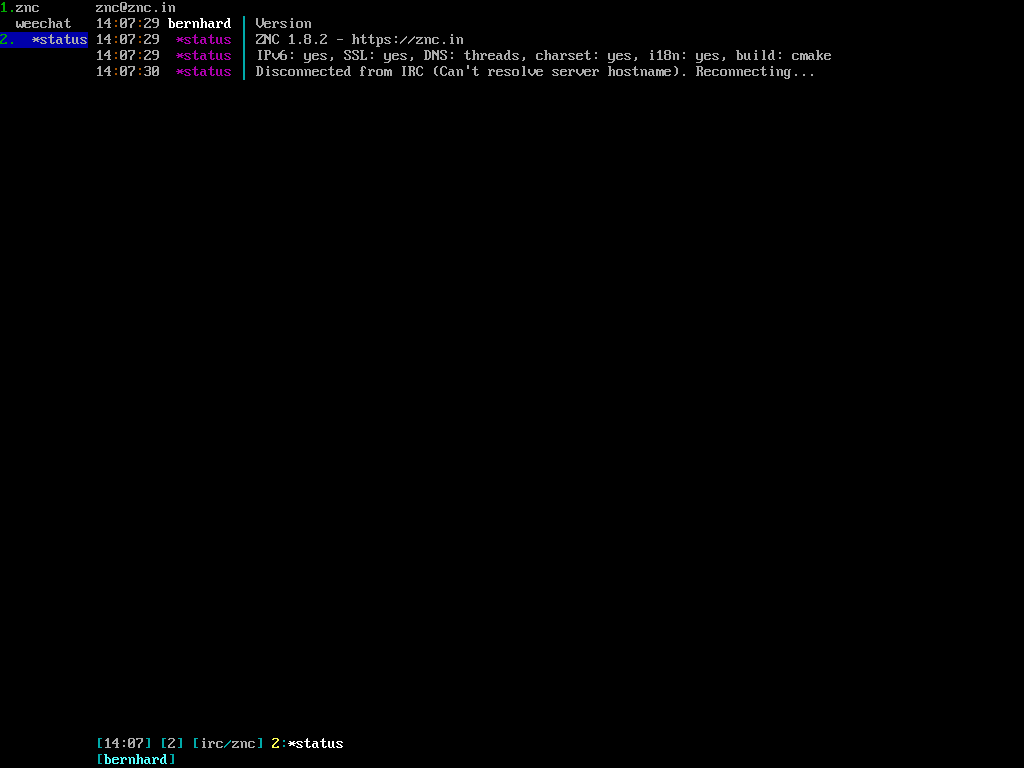 1.znc znc@znc.in
weechat 14:07:29 bernhard | Version
2. *status 14:07:29 *status | ZNC 1.8.2 - https://znc.in
14:07:29 *status | IPv6: yes, SSL: yes, DNS: threads, charset: yes, i18n: yes, build: cmake
14:07:30 *status | Disconnected from IRC (Can't resolve server hostname). Reconnecting...
[14:07] [2] [irc/znc] 2:*status
[bernhard]